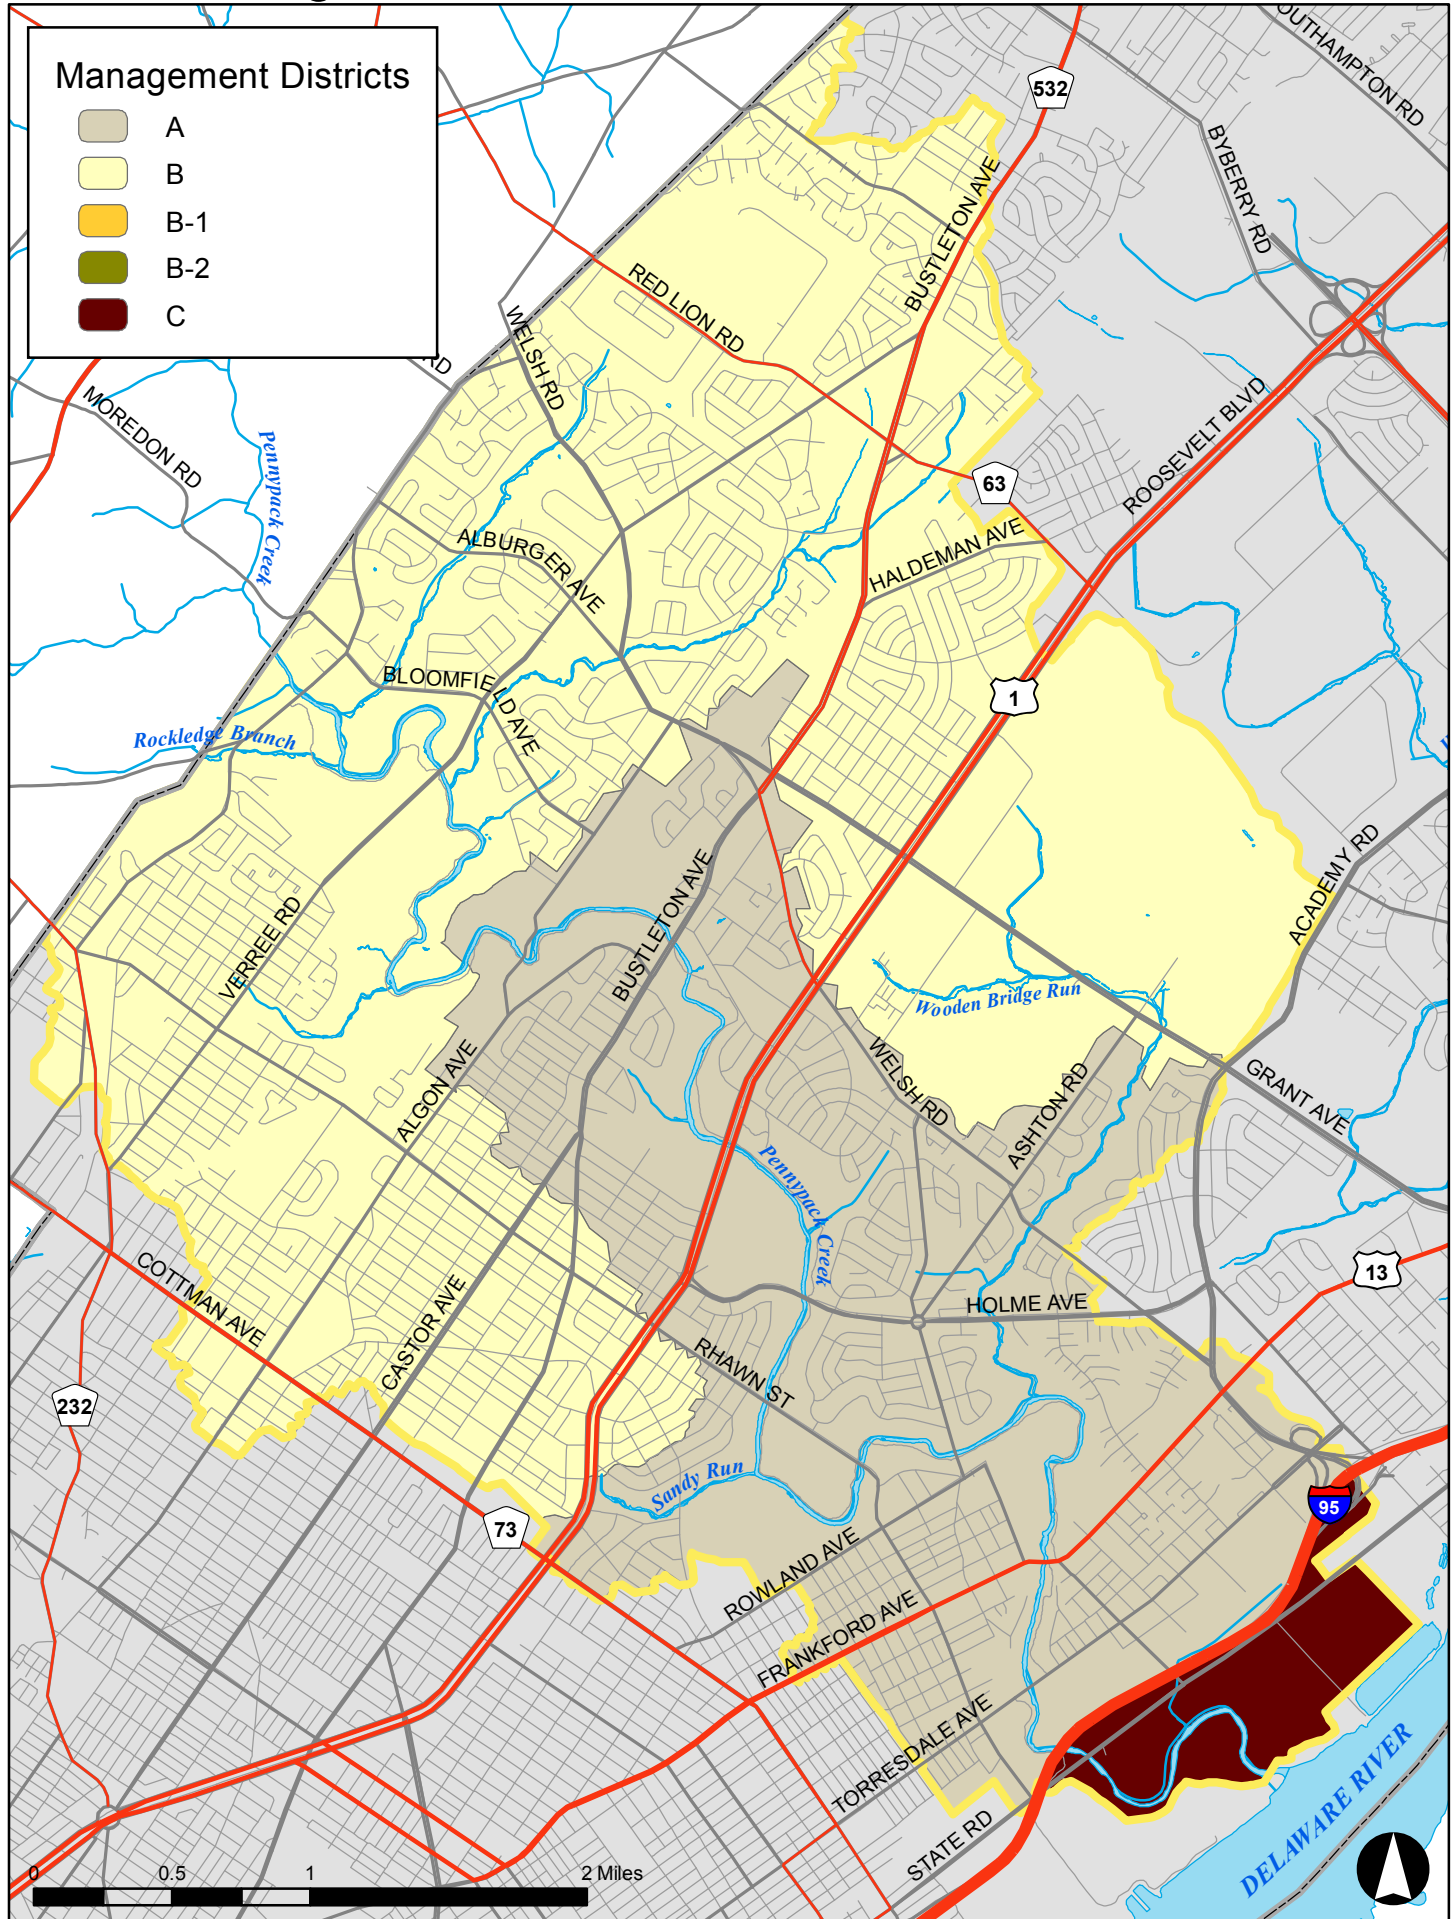 Management Districts
A
B
B-1
B-2
C
OUTHAMPTON RD
532
BYBERRY RD
BUSTLETON AVE
RED LION RD
WELSH RD
RD
MOREDON RD
Pennypack Creek
ROOSEVELT BLVD
63
ALBURGER AVE
HALDEMAN AVE
BLOOMFIELD AVE
1
Rockledge Branch
ACADEMY RD
VERREE RD
BUSTLETON AVE
Wooden Bridge Run
ALGON AVE
WELSH RD
ASHTON RD
GRANT AVE
Pennypack Creek
13
COTTMAN AVE
CASTOR AVE
HOLME AVE
RHAWN ST
232
Sandy Run
95
73
ROWLAND AVE
FRANKFORD AVE
TORRESDALE AVE
STATE RD
DELAWARE RIVER
0 0.5 1 2 Miles